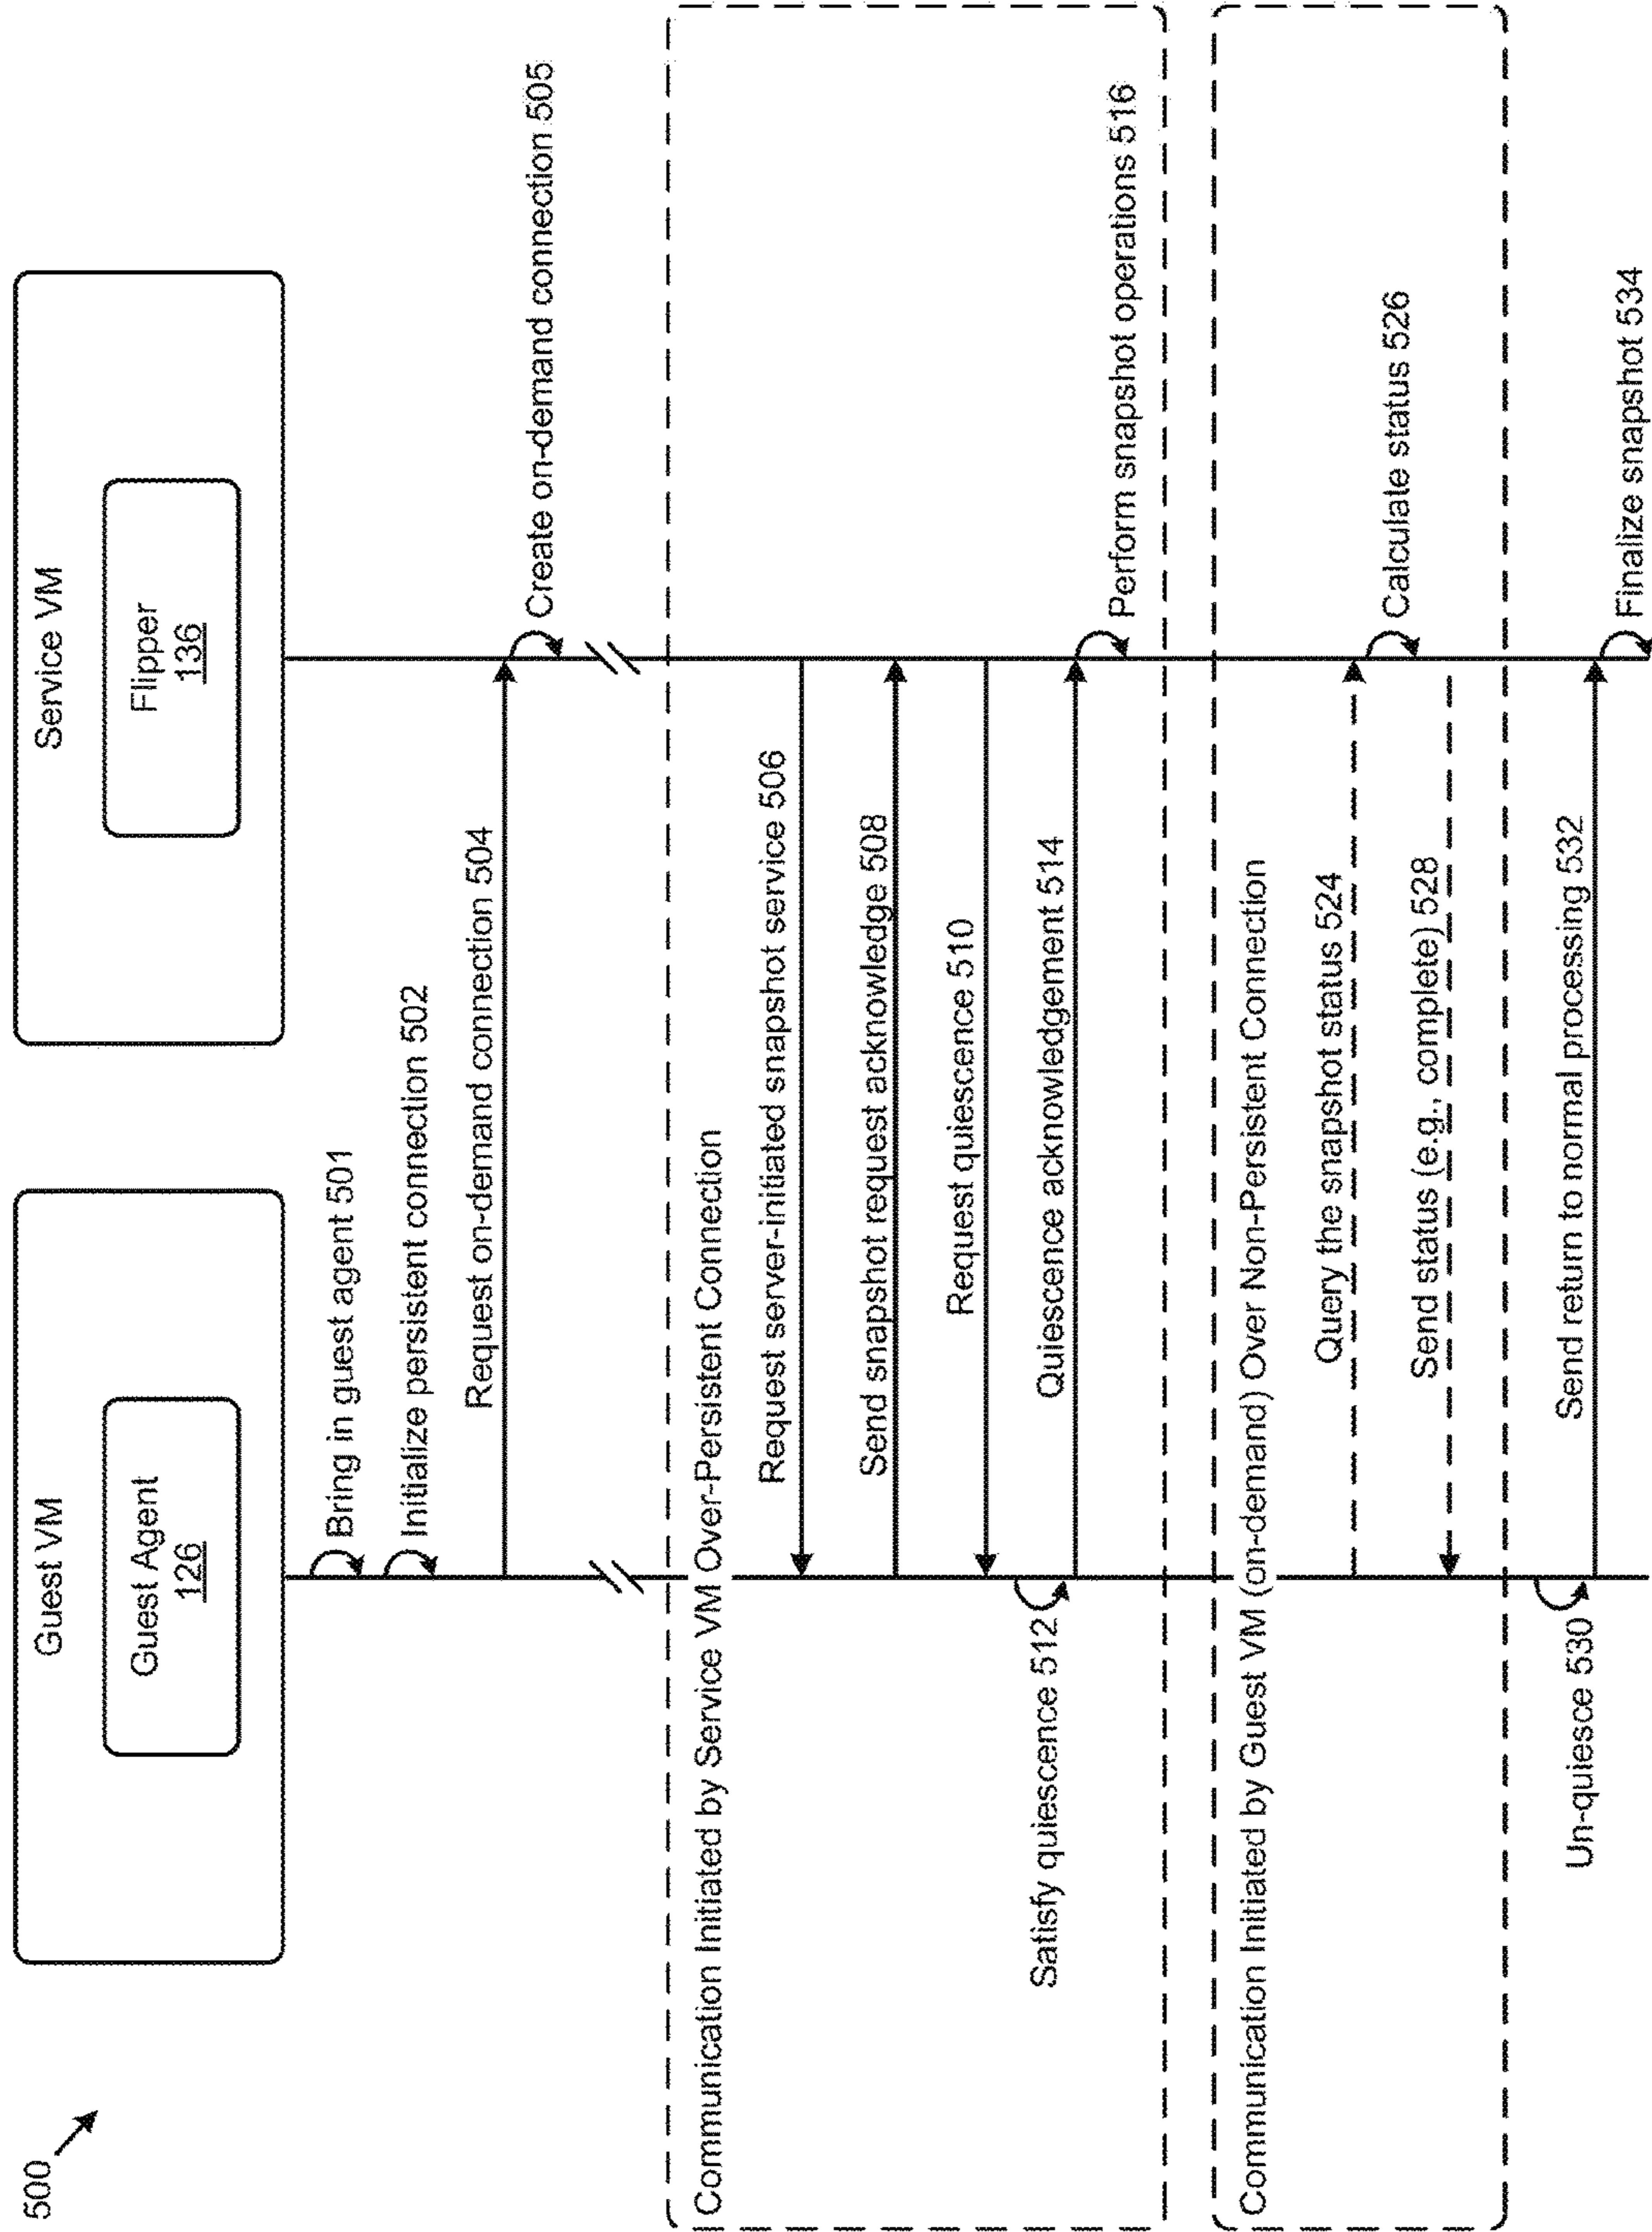 500
Guest VM
Guest Agent
126
Service VM
Flipper
136
Bring in guest agent 501
Initialize persistent connection 502
Request on-demand connection 504
Create on-demand connection 505
Communication Initiated by Service VM Over-Persistent Connection
Request server-initiated snapshot service 506
Send snapshot request acknowledge 508
Request quiescence 510
Satisfy quiescence 512
Quiescence acknowledgement 514
Perform snapshot operations 516
Communication Initiated by Guest VM (on-demand) Over Non-Persistent Connection
Query the snapshot status 524
Calculate status 526
Send status (e.g., complete) 528
Un-quiesce 530
Send return to normal processing 532
Finalize snapshot 534